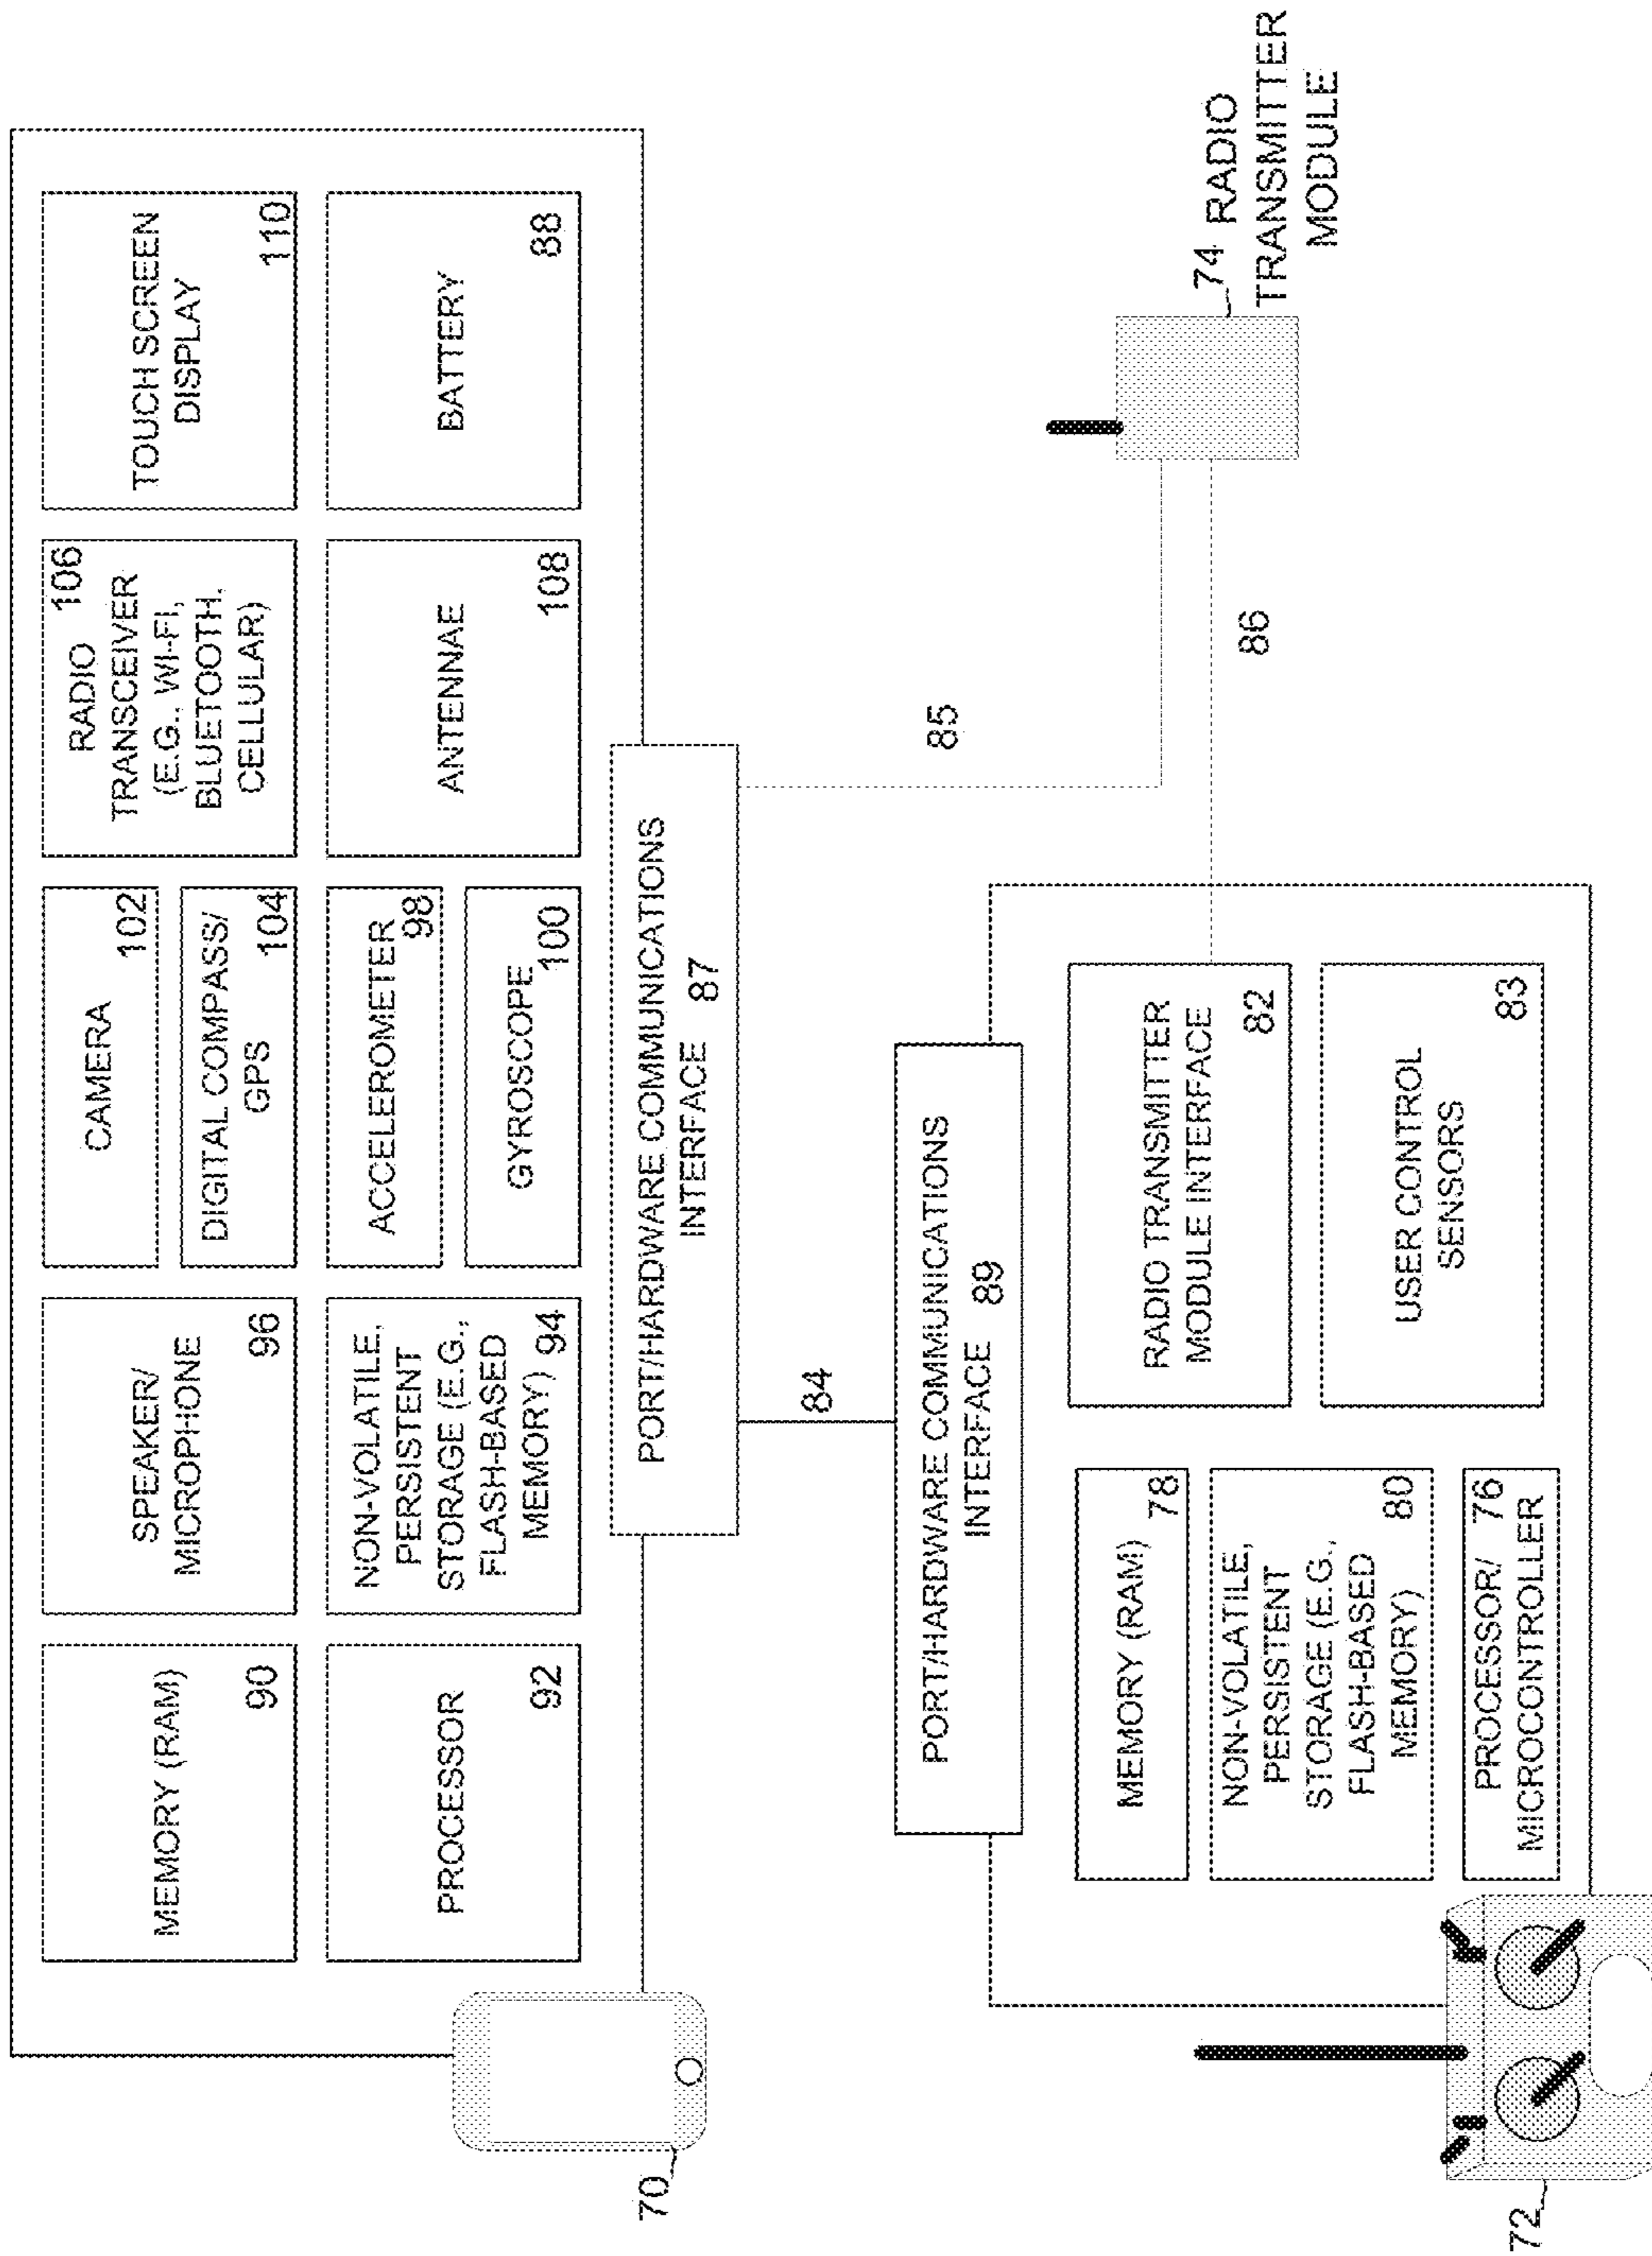 MEMORY (RAM)
90
SPEAKER/
MICROPHONE
96
CAMERA
102
DIGITAL COMPASS/
GPS 104
RADIO 106
TRANSCEIVER
(E.G., WI-FI,
BLUETOOTH,
CELLULAR)
TOUCH SCREEN
DISPLAY
110
PROCESSOR
92
NON-VOLATILE,
PERSISTENT
STORAGE (E.G.,
FLASH-BASED
MEMORY) 94
ACCELEROMETER
98
GYROSCOPE
100
ANTENNAE
108
BATTERY
88
70
PORT/HARDWARE COMMUNICATIONS
INTERFACE 87
84
85
PORT/HARDWARE COMMUNICATIONS
INTERFACE 89
86
74 RADIO
TRANSMITTER
MODULE
MEMORY (RAM)
78
NON-VOLATILE,
PERSISTENT
STORAGE (E.G.,
FLASH-BASED
MEMORY) 80
PROCESSOR/ 76
MICROCONTROLLER
RADIO TRANSMITTER
MODULE INTERFACE
82
USER CONTROL
SENSORS
83
72